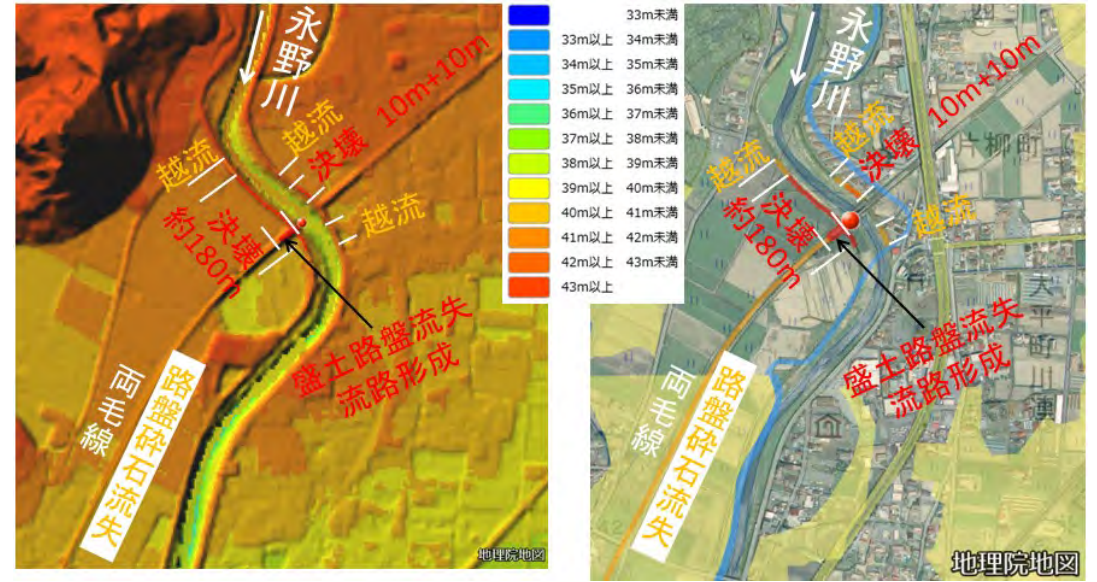 永野川
越流
決壊 10m+10m
越流
越流
決壊
約180m
盛土路盤流失
流路形成
両毛線
路盤砕石流失
地理院地図
33m未満
33m以上 34m未満
34m以上 35m未満
35m以上 36m未満
36m以上 37m未満
37m以上 38m未満
38m以上 39m未満
39m以上 40m未満
40m以上 41m未満
41m以上 42m未満
42m以上 43m未満
43m以上
永野川
越流
決壊 10m+10m
片柳町
越流
越流
決壊
約180m
盛土路盤流失
流路形成
大平町川連
両毛線
路盤砕石流失
地理院地図